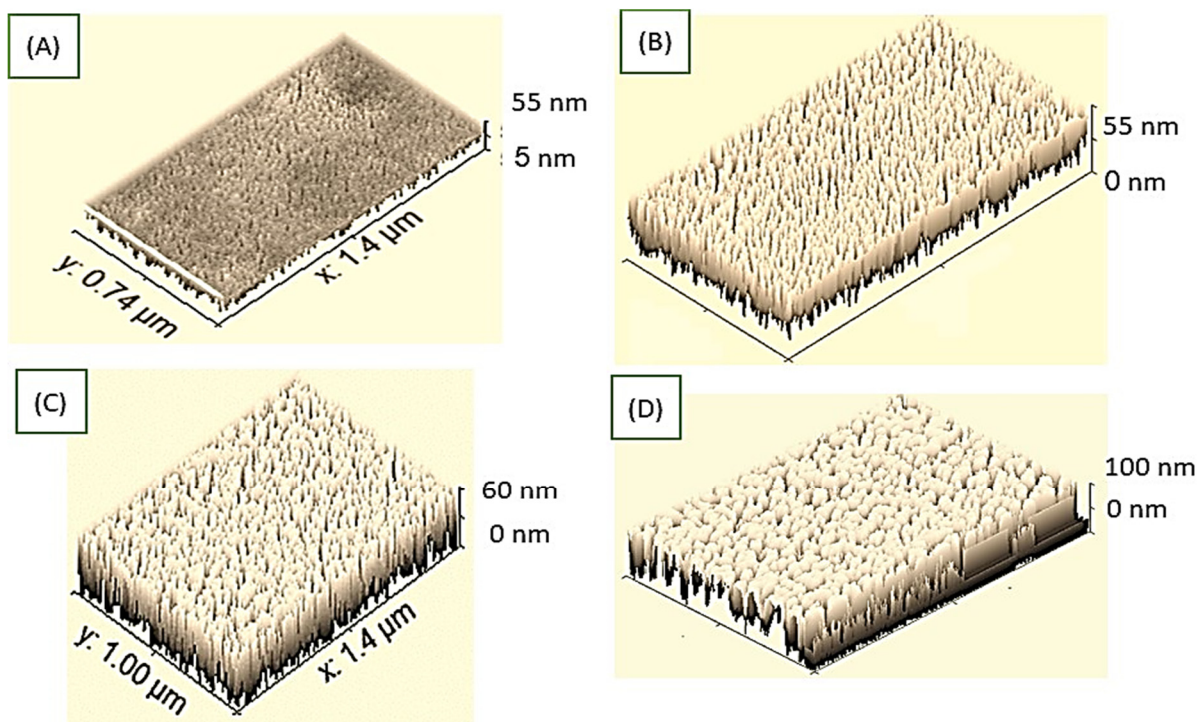 (A)
55 nm
5 nm
x: 1.4 µm
y: 0.74 µm
(B)
55 nm
0 nm
(C)
60 nm
0 nm
x: 1.4 µm
y: 1.00 µm
(D)
100 nm
0 nm